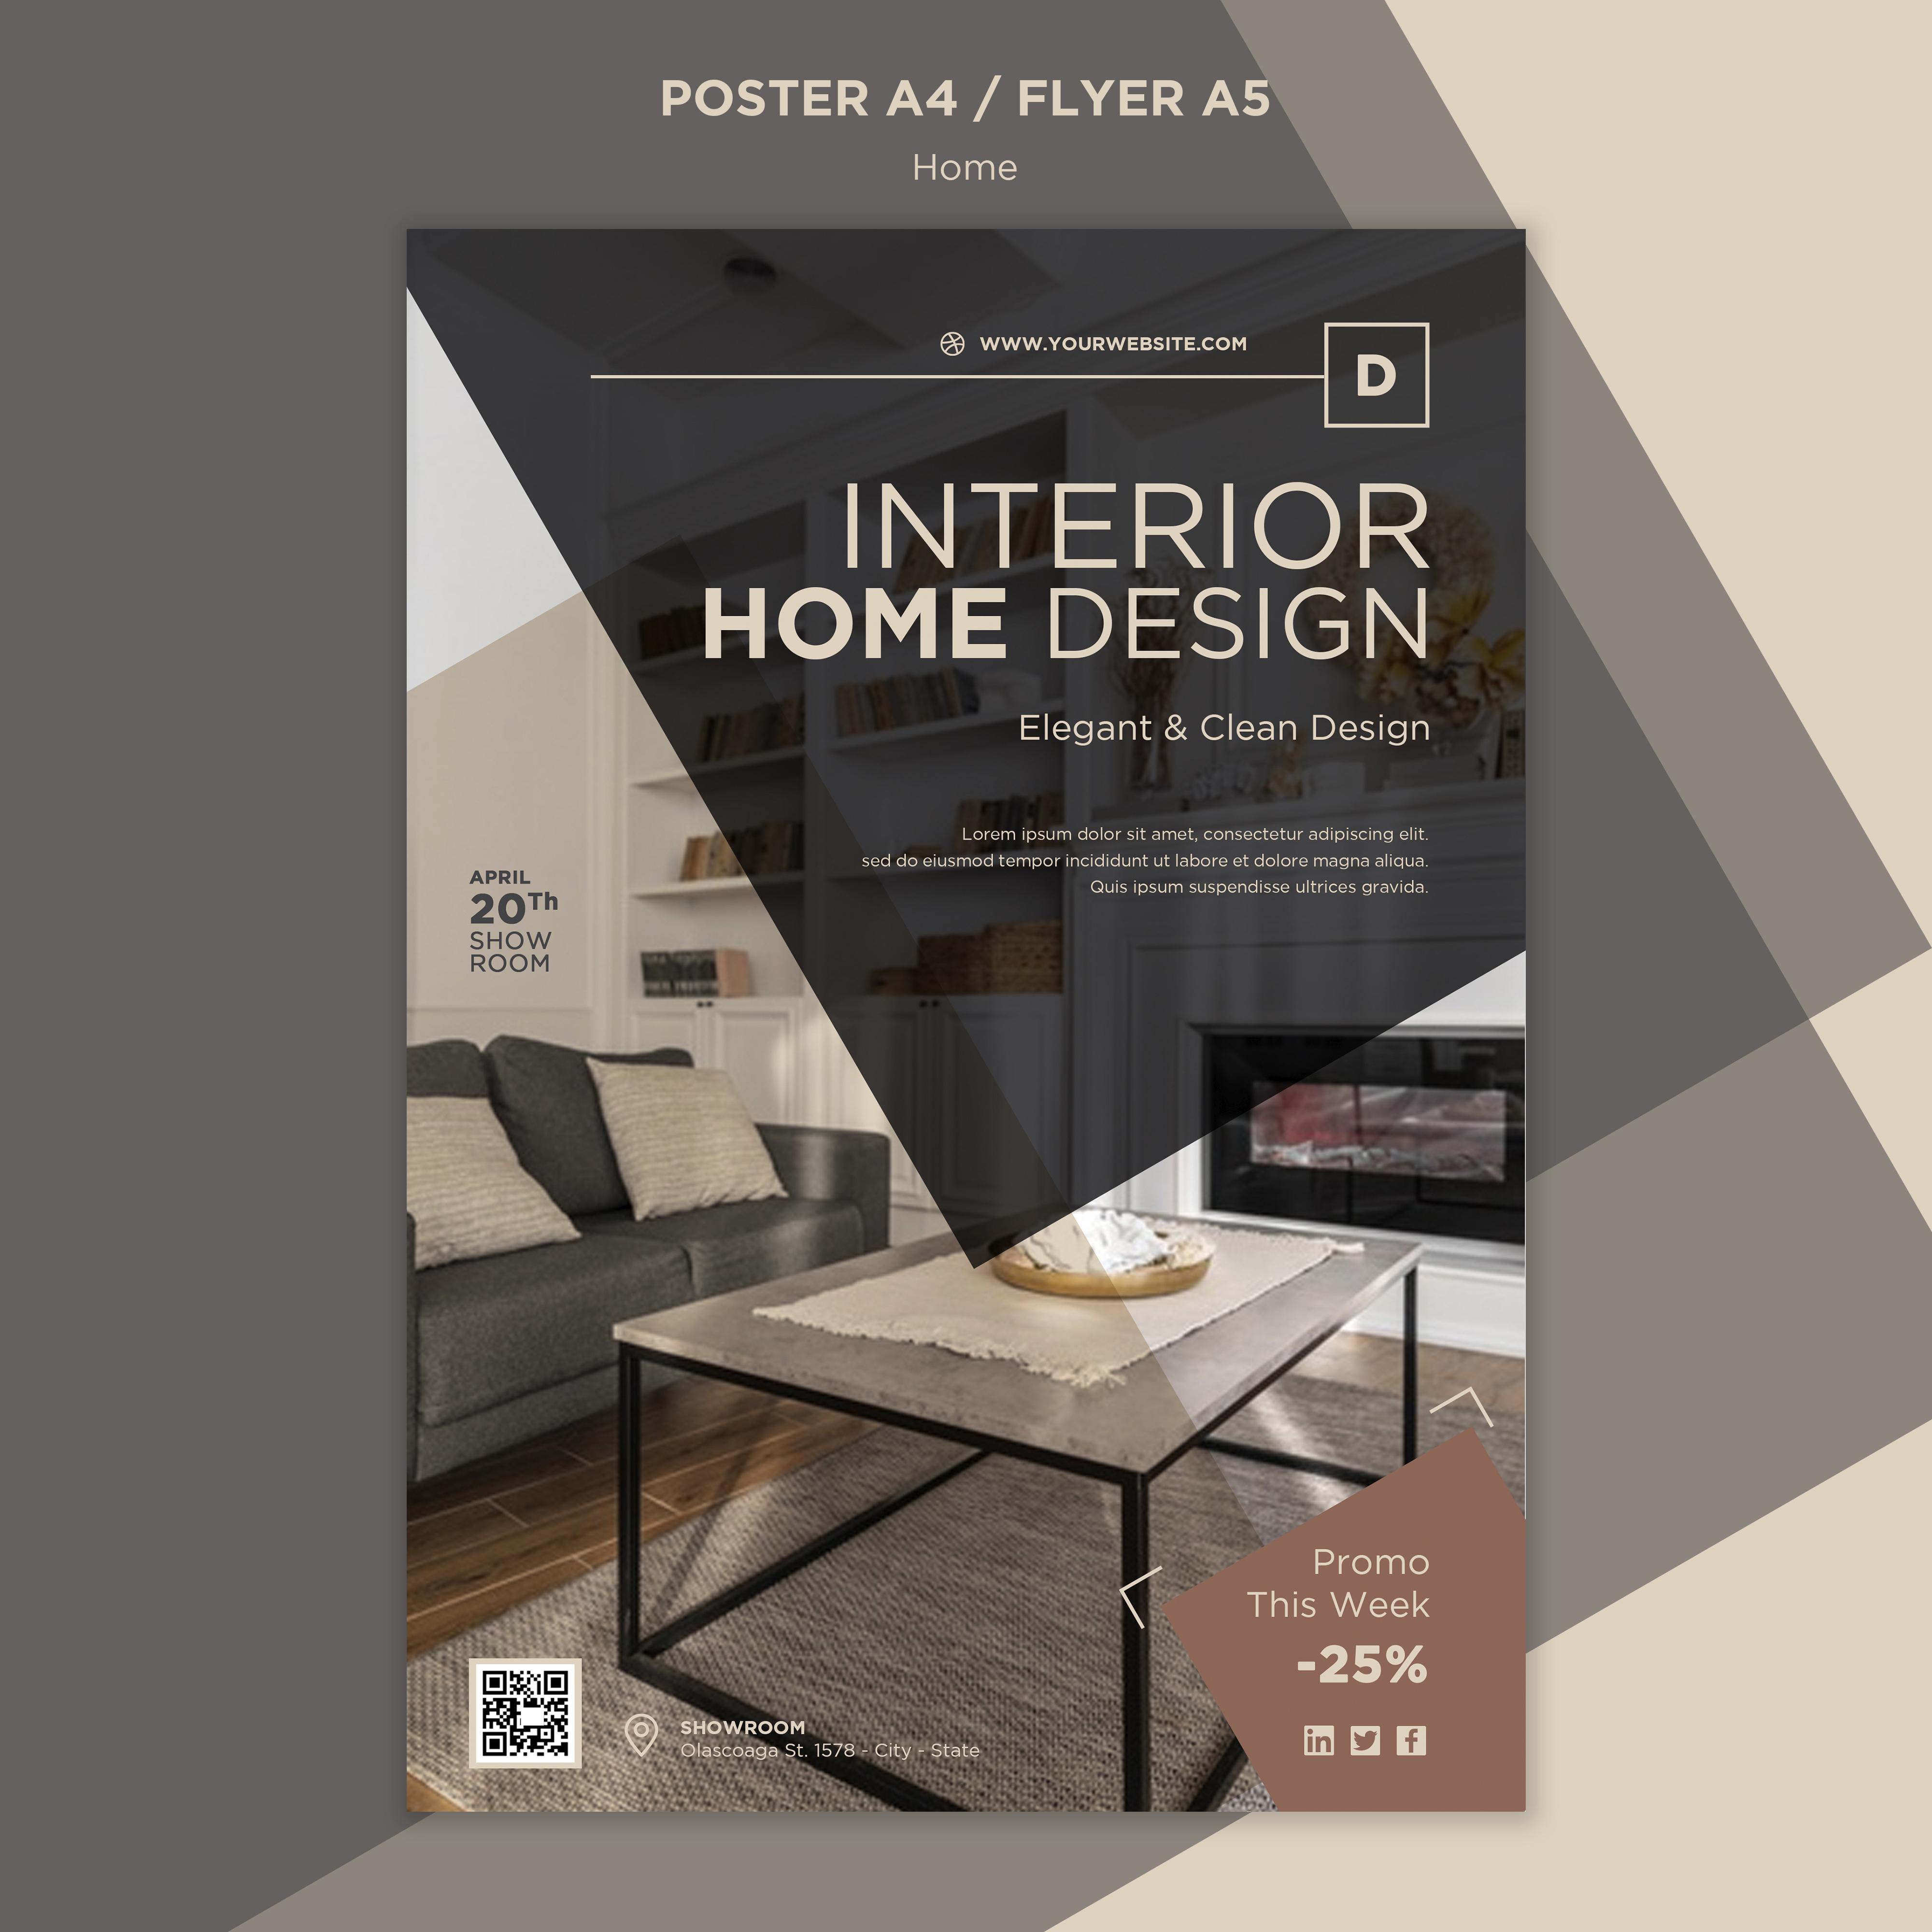 POSTER A4 / FLYER A5
Home
WWW.YOURWEBSITE.COM
D
INTERIOR
HOME DESIGN
Elegant & Clean Design
Lorem ipsum dolor sit amet, consectetur adipiscing elit.
sed do eiusmod tempor incididunt ut labore et dolore magna aliqua.
Quis ipsum suspendisse ultrices gravida.
APRIL
20Th
SHOW
ROOM
Promo
This Week
-25%
in f
SHOWROOM
Olascoaga St. 1578 - City - State